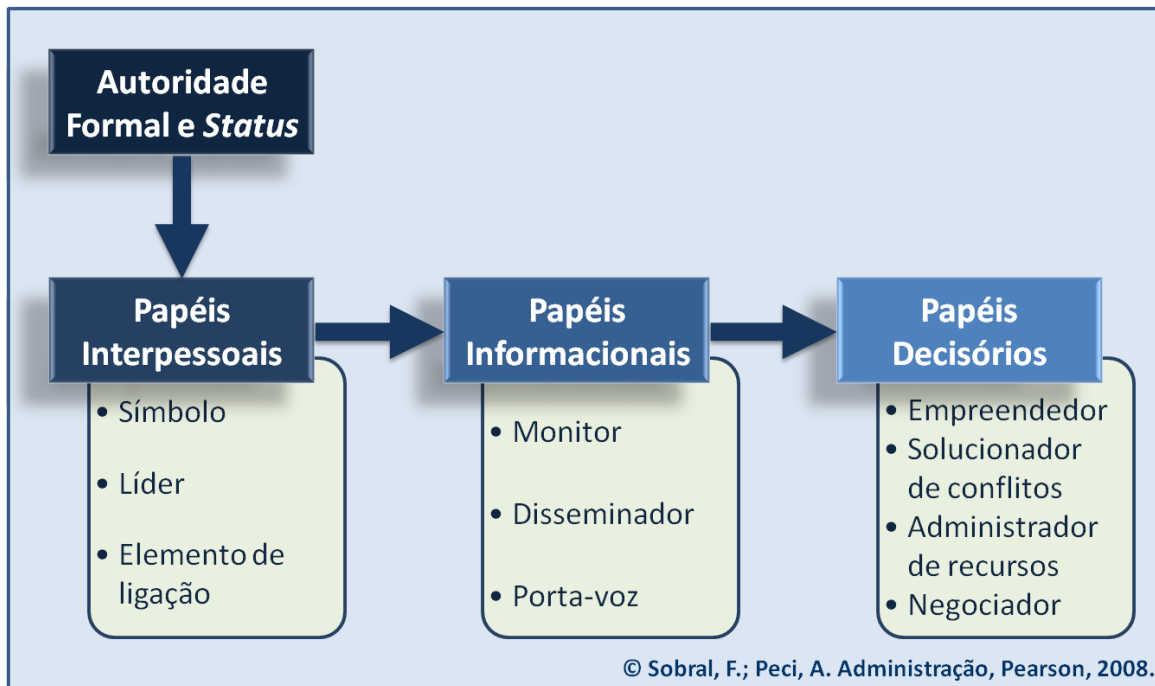 Autoridade
Formal e Status
Papéis
Interpessoais
• Símbolo
• Líder
• Elemento de
ligação
Papéis
Informacionais
• Monitor
• Disseminador
• Porta-voz
Papéis
Decisórios
• Empreendedor
• Solucionador
de conflitos
• Administrador
de recursos
• Negociador
© Sobral, F.; Peci, A. Administração, Pearson, 2008.